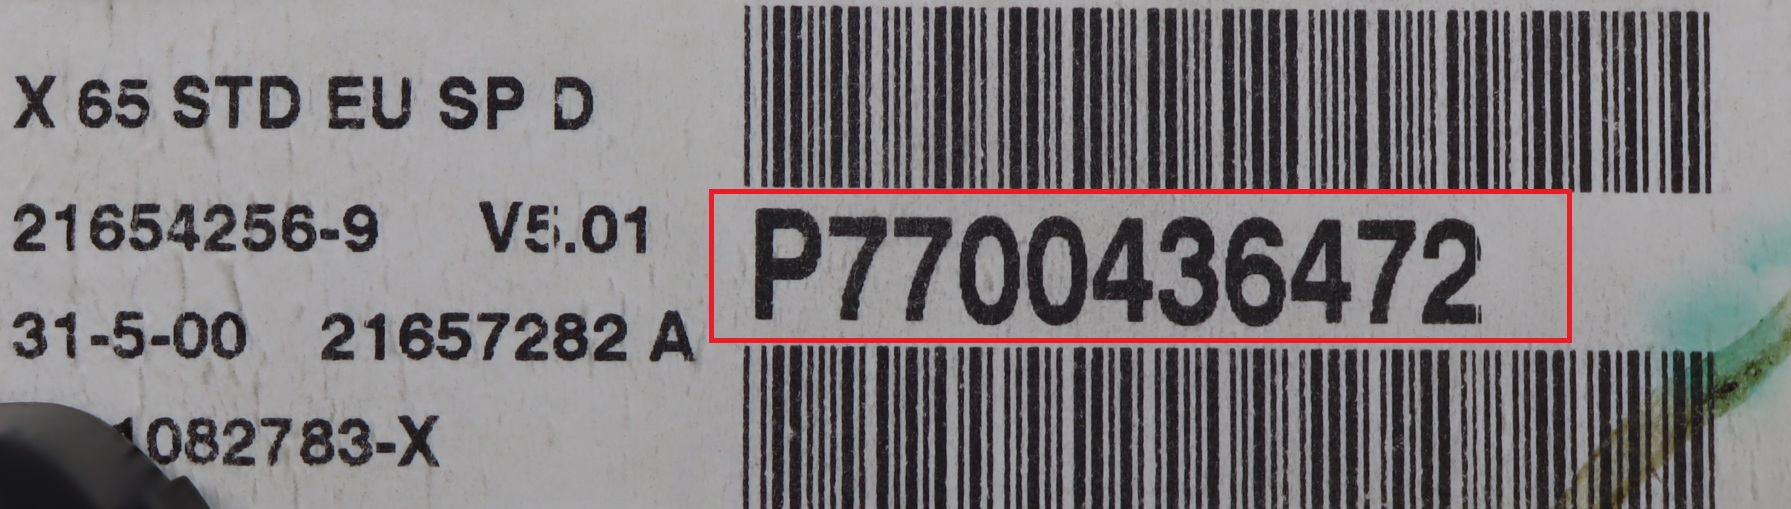 X 65 STD EU SP D
21654256-9 V5.01
31-5-00 21657282 A
1082783-X
P7700436472